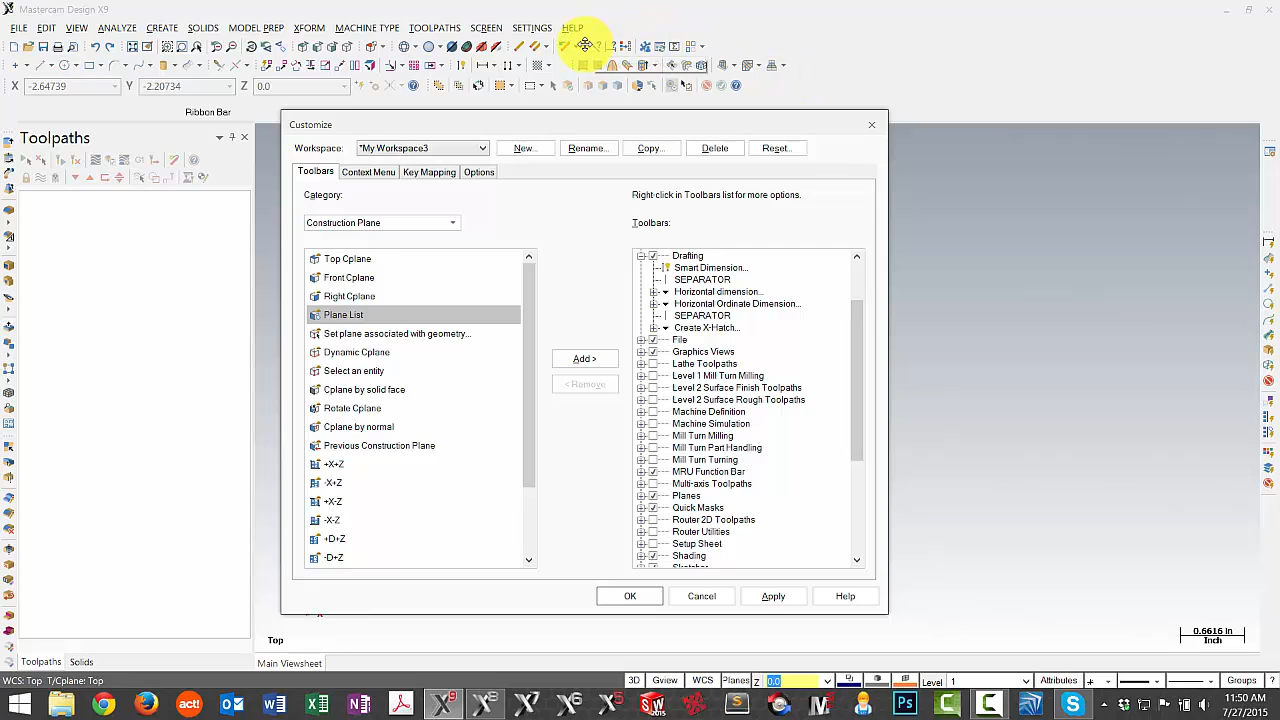 Mastercam Design X9
FILE EDIT VIEW ANALYZE CREATE SOLIDS MODEL PREP XFORM MACHINE TYPE TOOLPATHS SCREEN SETTINGS HELP
X -2.64739 Y -2.20734 Z 0.0
Ribbon Bar
Toolpaths
Customize
Workspace: *My Workspace3 New... Rename... Copy... Delete Reset...
Toolbars Context Menu Key Mapping Options
Category:
Construction Plane
Top Cplane
Front Cplane
Right Cplane
Plane List
Set plane associated with geometry...
Dynamic Cplane
Select an entity
Cplane by solid face
Rotate Cplane
Cplane by normal
Previous Construction Plane
+X+Z
-X+Z
+X-Z
-X-Z
+D+Z
-D+Z
Add >
< Remove
Right-click in Toolbars list for more options.
Toolbars:
Drafting
Smart Dimension...
SEPARATOR
Horizontal dimension...
Horizontal Ordinate Dimension...
SEPARATOR
Create X-Hatch...
File
Graphics Views
Lathe Toolpaths
Level 1 Mill Turn Milling
Level 2 Surface Finish Toolpaths
Level 2 Surface Rough Toolpaths
Machine Definition
Machine Simulation
Mill Turn Milling
Mill Turn Part Handling
Mill Turn Turning
MRU Function Bar
Multi-axis Toolpaths
Planes
Quick Masks
Router 2D Toolpaths
Router Utilities
Setup Sheet
Shading
Sketcher
OK Cancel Apply Help
Top
0.6616 in
Inch
Toolpaths Solids
Main Viewsheet
WCS: Top T/Cplane: Top
3D Gview WCS Planes Z 0.0 Level 1 Attributes Groups ?
11:50 AM
7/27/2015